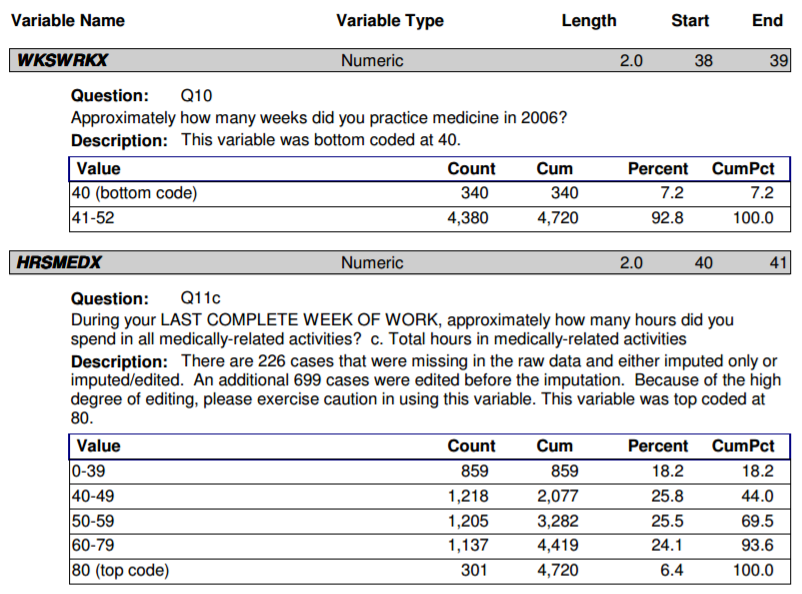 Variable Name Variable Type Length Start End
WKSWRKX Numeric 2.0 38 39
Question: Q10
Approximately how many weeks did you practice medicine in 2006?
Description: This variable was bottom coded at 40.
Value Count Cum Percent CumPct
40 (bottom code) 340 340 7.2 7.2
41-52 4,380 4,720 92.8 100.0
HRSMEDX Numeric 2.0 40 41
Question: Q11c
During your LAST COMPLETE WEEK OF WORK, approximately how many hours did you
spend in all medically-related activities? c. Total hours in medically-related activities
Description: There are 226 cases that were missing in the raw data and either imputed only or
imputed/edited. An additional 699 cases were edited before the imputation. Because of the high
degree of editing, please exercise caution in using this variable. This variable was top coded at
80.
Value Count Cum Percent CumPct
0-39 859 859 18.2 18.2
40-49 1,218 2,077 25.8 44.0
50-59 1,205 3,282 25.5 69.5
60-79 1,137 4,419 24.1 93.6
80 (top code) 301 4,720 6.4 100.0